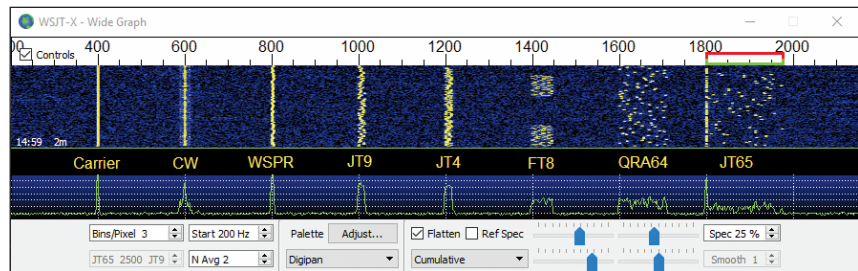 WSJT-X - Wide Graph
00 400 600 800 1000 1200 1400 1600 1800 2000
Controls
14:59 2m
Carrier CW WSPR JT9 JT4 FT8 QRA64 JT65
Bins/Pixel 3 Start 200 Hz Palette Adjust... Flatten Ref Spec Spec 25 %
JT65 2500 JT9 N Avg 2 Digipan Cumulative Smooth 1